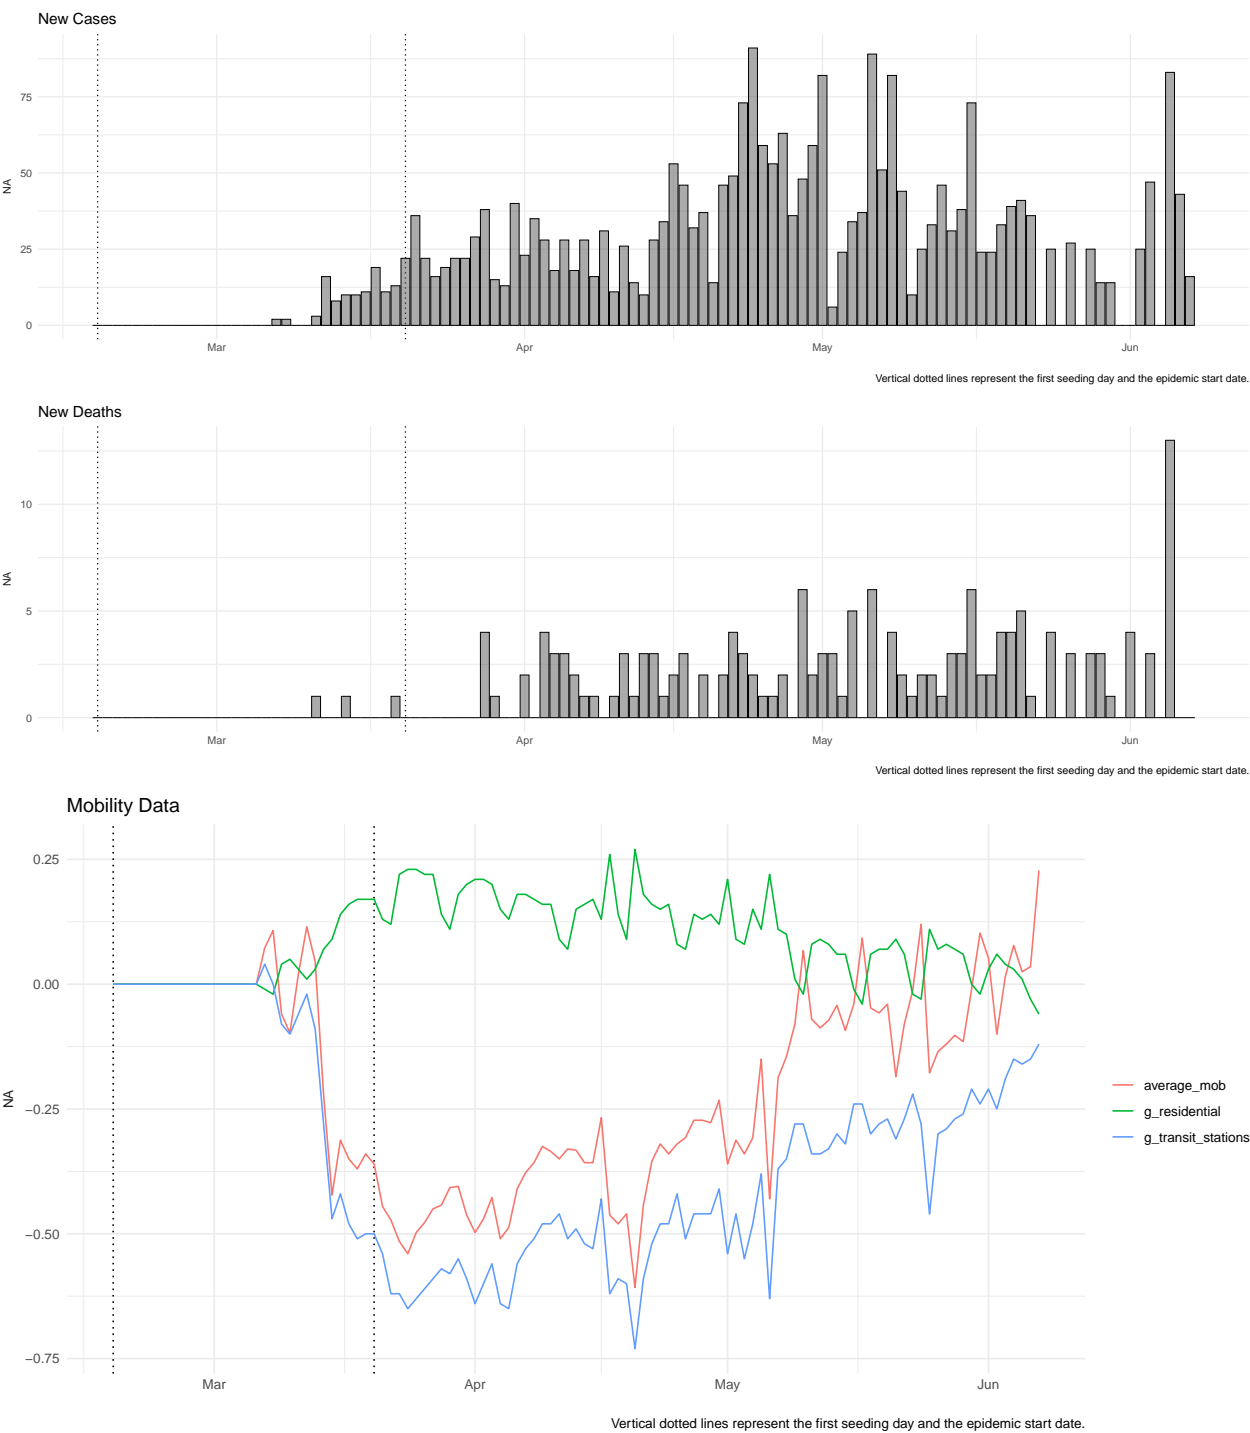 New Cases
NA
75
50
25
0
Mar
Apr
May
Jun
Vertical dotted lines represent the first seeding day and the epidemic start date.
New Deaths
NA
10
5
0
Mar
Apr
May
Jun
Vertical dotted lines represent the first seeding day and the epidemic start date.
Mobility Data
NA
0.25
0.00
−0.25
−0.50
−0.75
Mar
Apr
May
Jun
average_mob
g_residential
g_transit_stations
Vertical dotted lines represent the first seeding day and the epidemic start date.